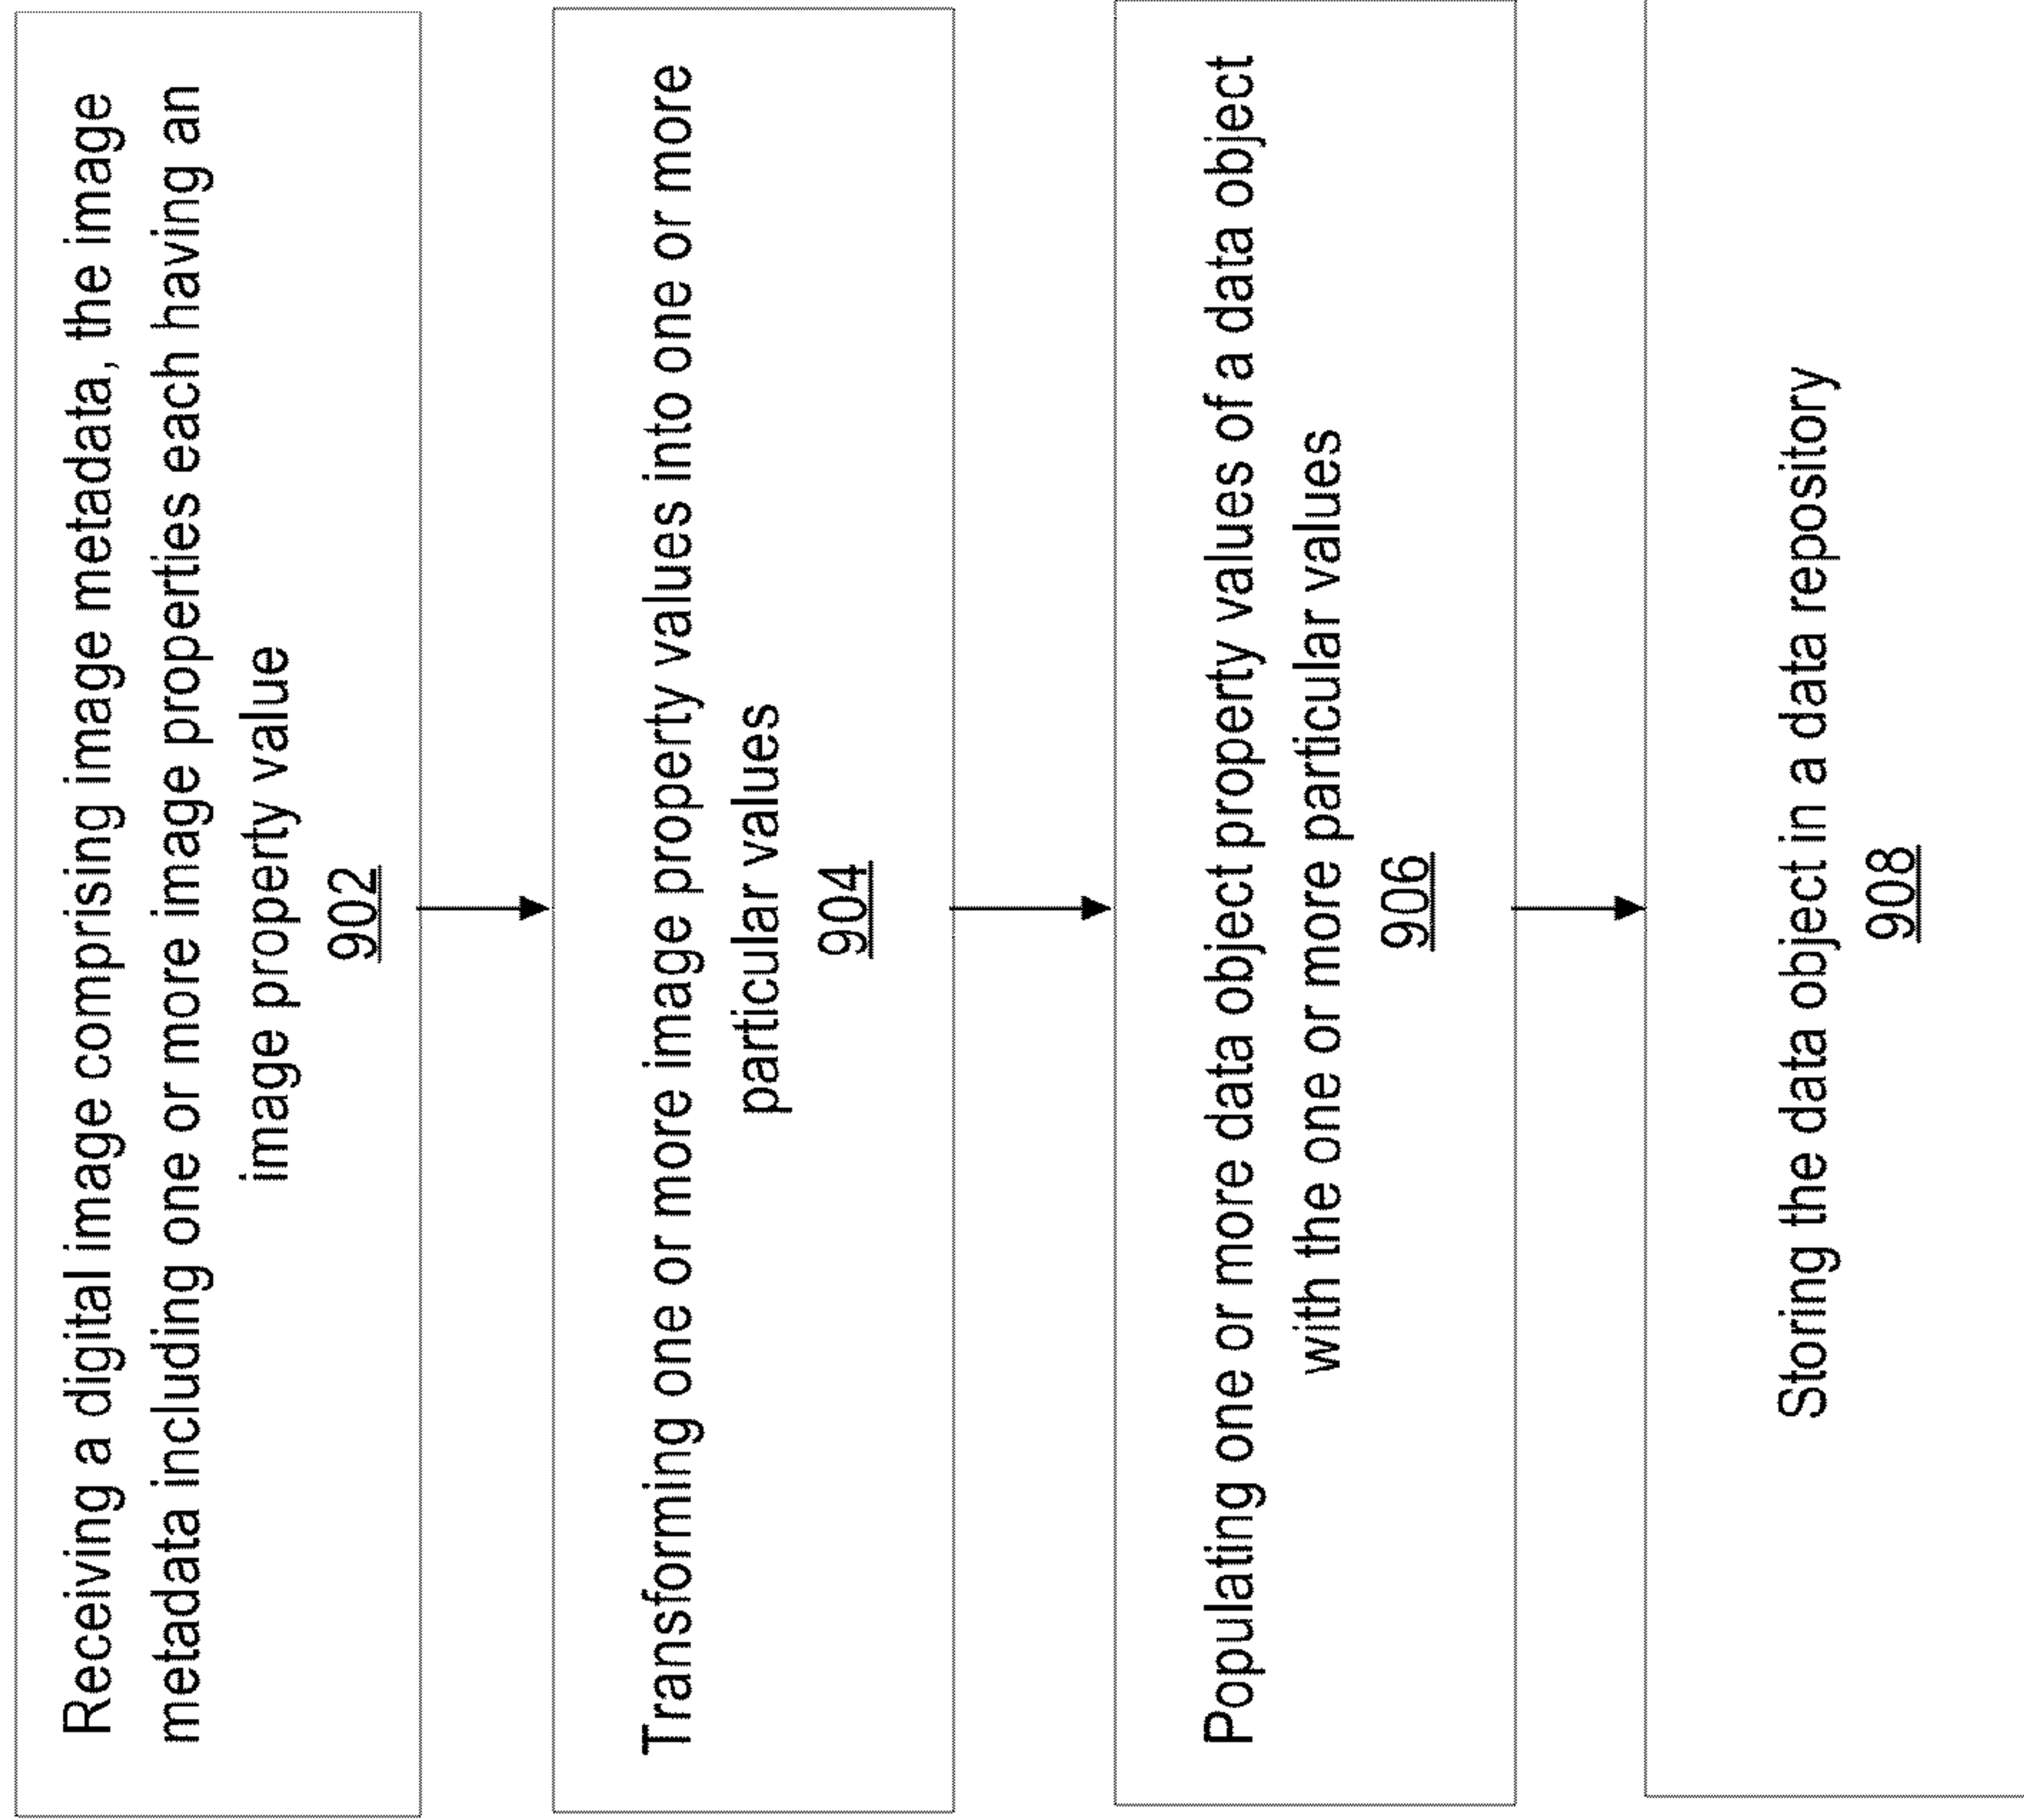 Receiving a digital image comprising image metadata, the image
metadata including one or more image properties each having an
image property value
902
Transforming one or more image property values into one or more
particular values
904
Populating one or more data object property values of a data object
with the one or more particular values
906
Storing the data object in a data repository
908